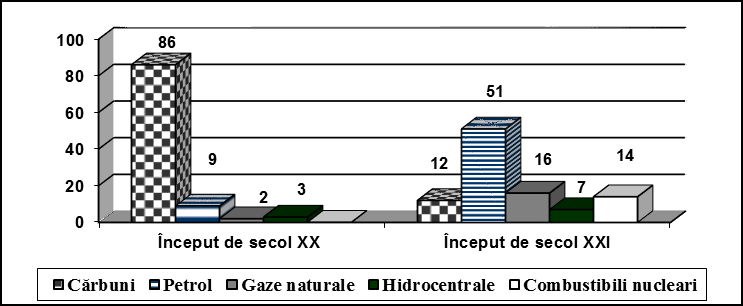 100
80
60
40
20
0
86
9
2
3
12
51
16
7
14
Început de secol XX
Început de secol XXI
Cărbuni
Petrol
Gaze naturale
Hidrocentrale
Combustibili nucleari